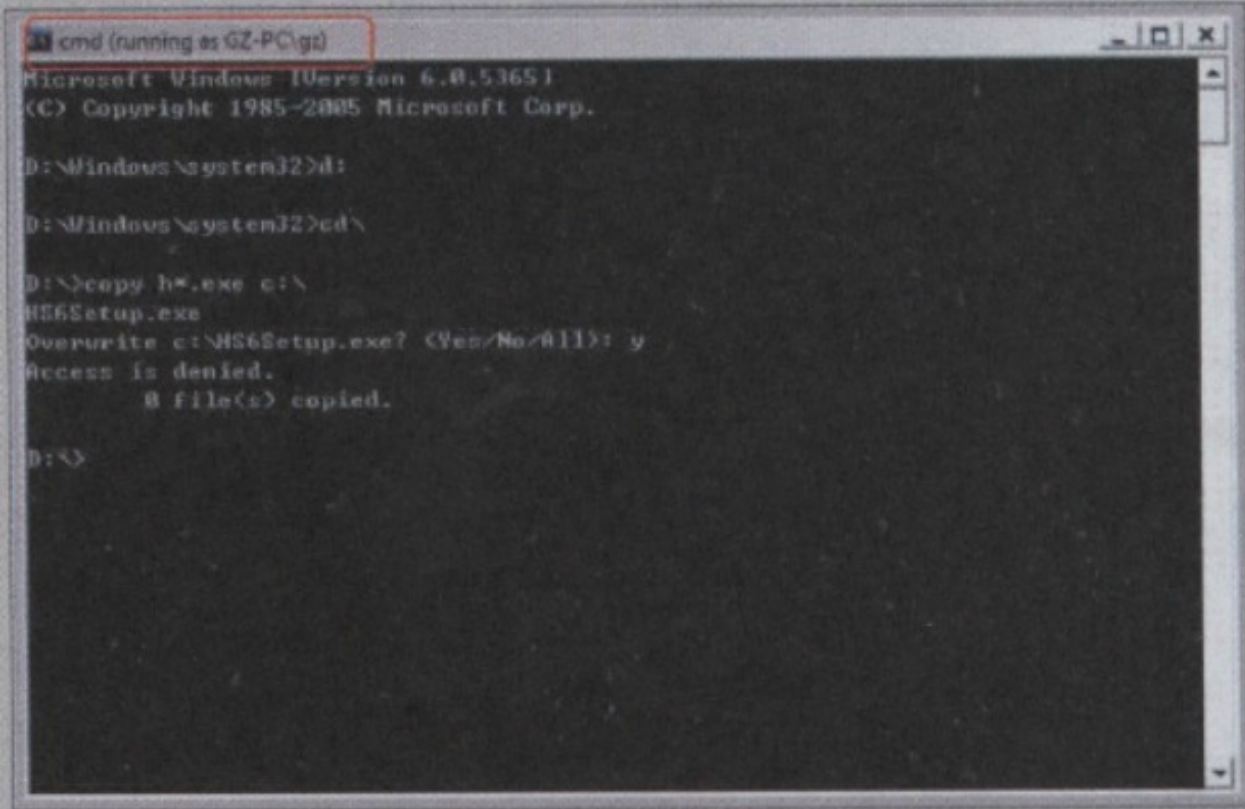 cmd (running as GZ-PC\gz)
Microsoft Windows [Version 6.0.5365]
(C) Copyright 1985-2005 Microsoft Corp.
D:\Windows\system32>d:
D:\Windows\system32>cd\
D:\>copy h*.exe c:\
HS6Setup.exe
Overwrite c:\HS6Setup.exe? (Yes/No/All): y
Access is denied.
0 file(s) copied.
D:\>